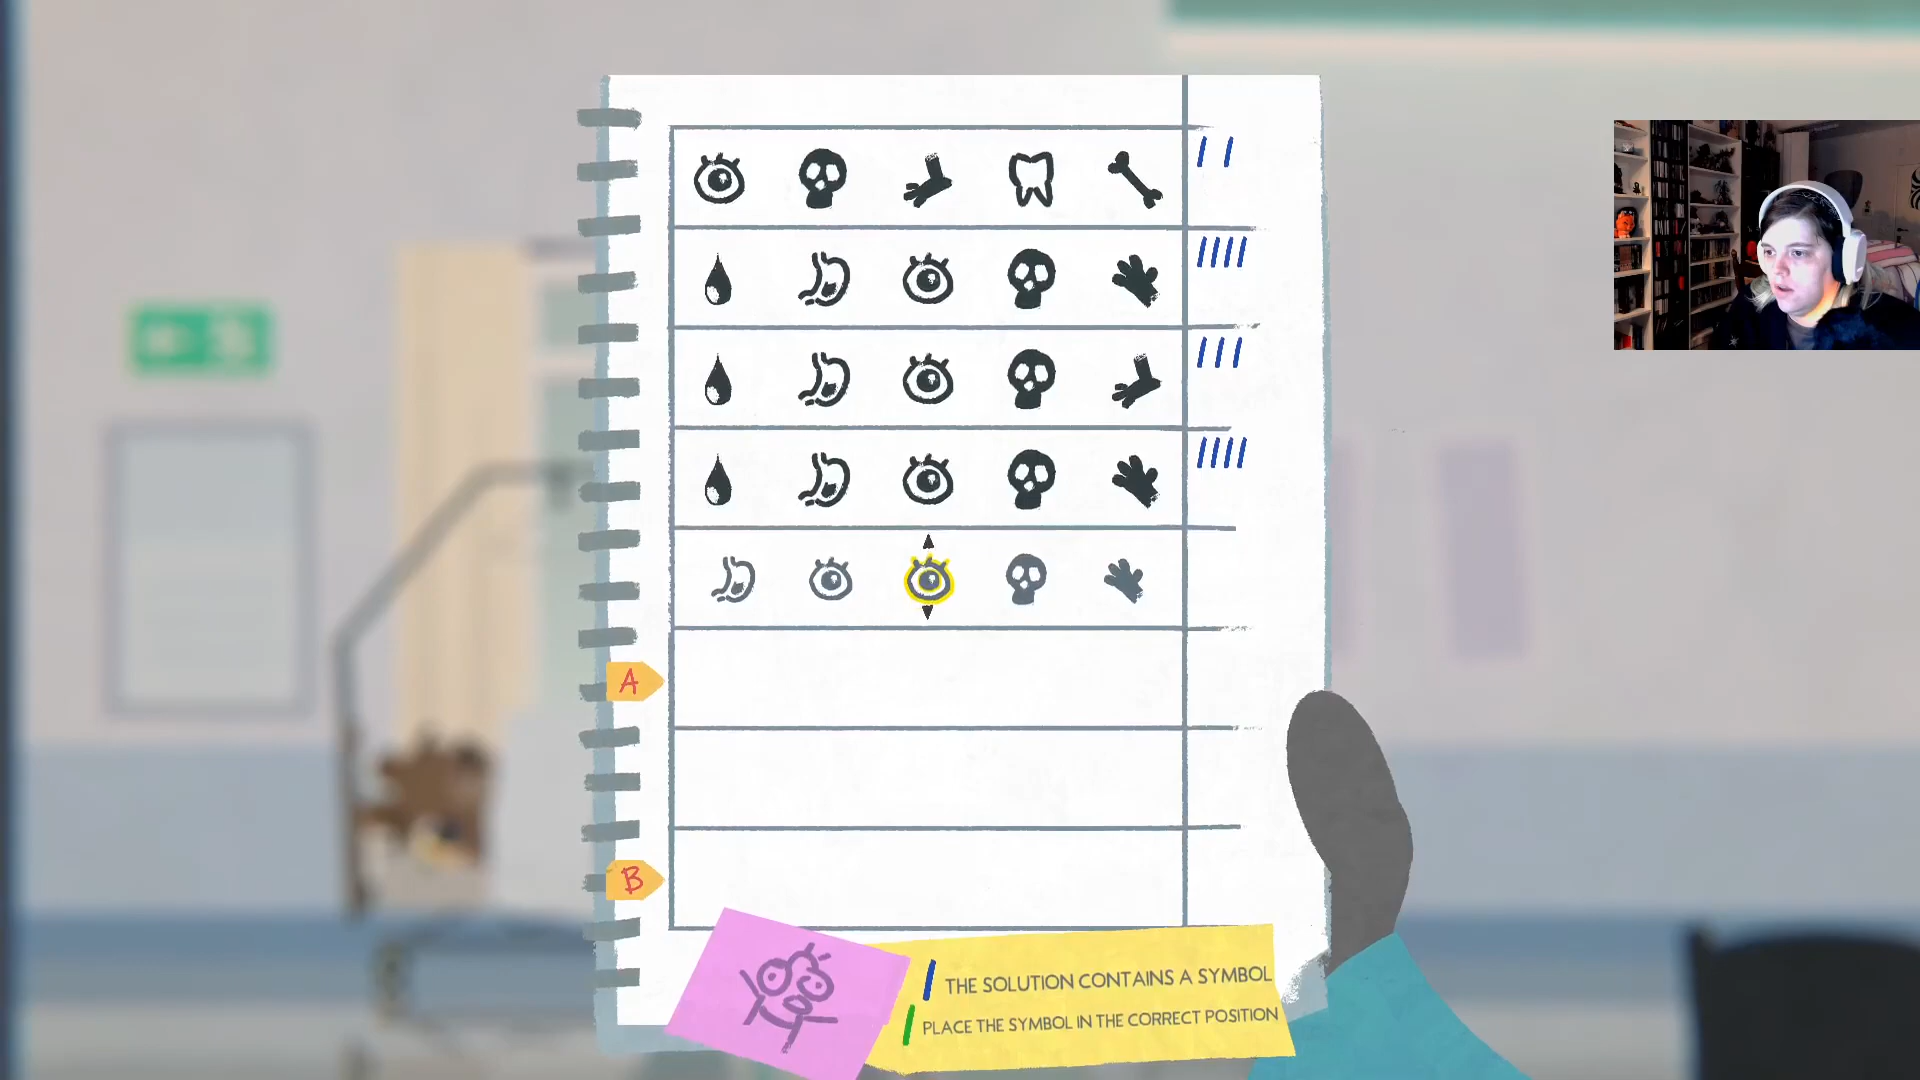 A
B
THE SOLUTION CONTAINS A SYMBOL
PLACE THE SYMBOL IN THE CORRECT POSITION